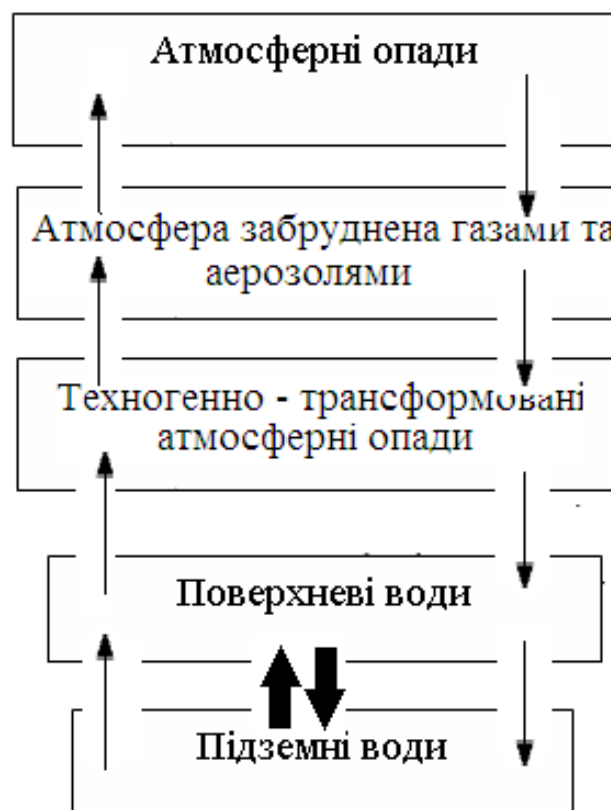 Атмосферні опади
Атмосфера забруднена газами та
аерозолями
Техногенно - трансформовані
атмосферні опади
Поверхневі води
Підземні води